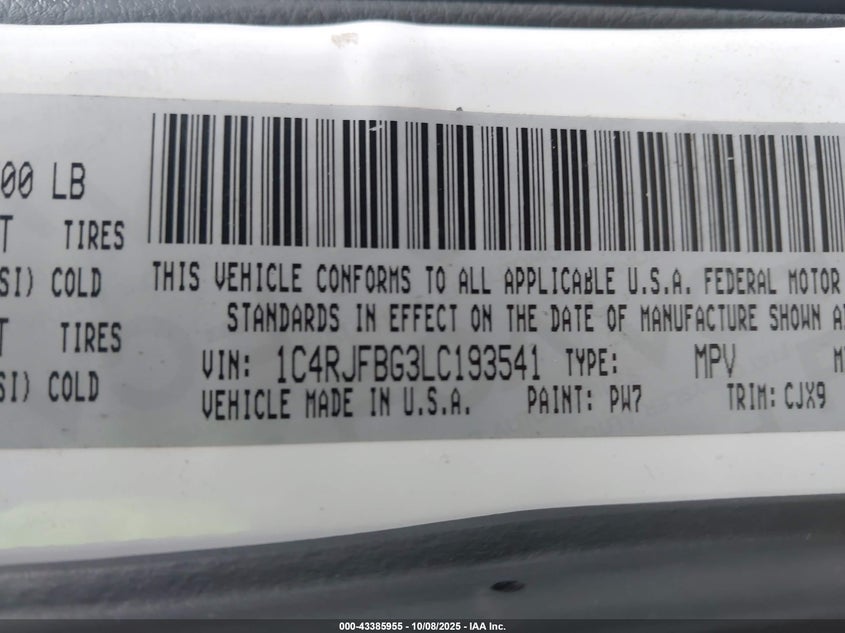 00 LB
T TIRES
SI) COLD
THIS VEHICLE CONFORMS TO ALL APPLICABLE U.S.A. FEDERAL MOTOR
STANDARDS IN EFFECT ON THE DATE OF MANUFACTURE SHOWN A
T TIRES
VIN: 1C4RJFBG3LC193541 TYPE: MPV M
SI) COLD
VEHICLE MADE IN U.S.A. PAINT: PW7 TRIM: CJX9
000-43385955 - 10/08/2025 - IAA Inc.